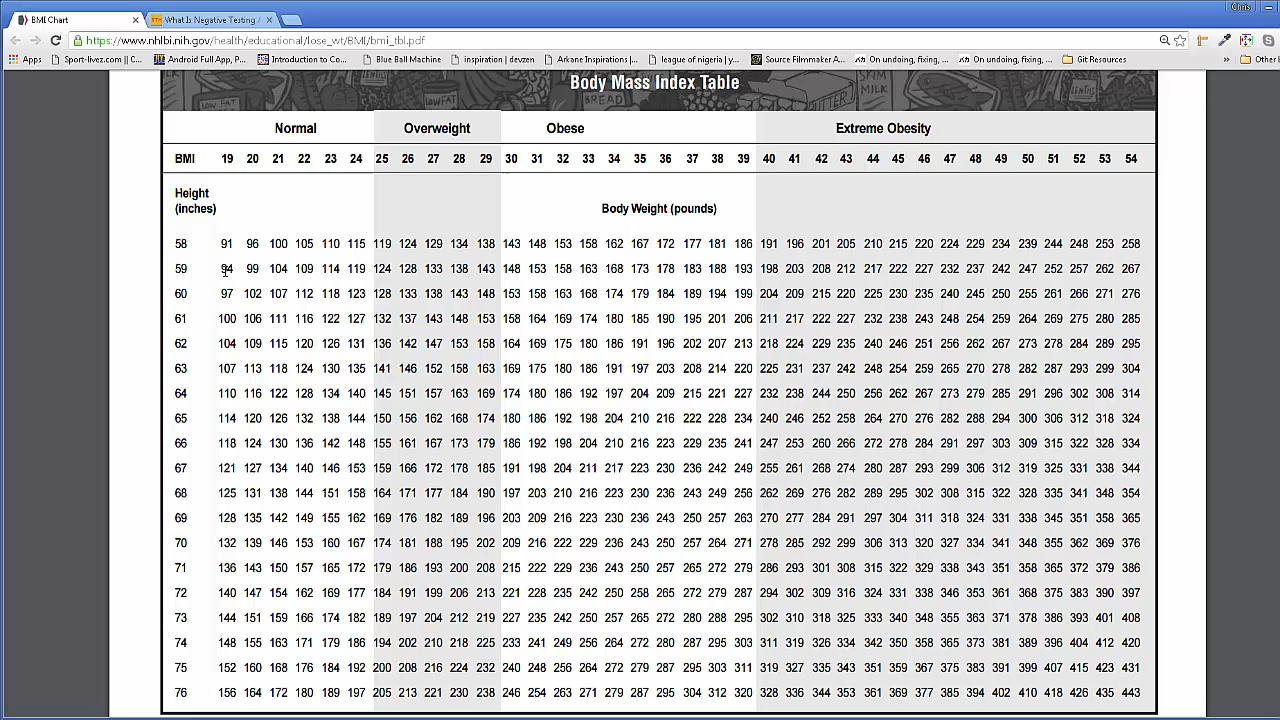 Chris
BMI Chart
What Is Negative Testing /
https://www.nhlbi.nih.gov/health/educational/lose_wt/BMI/bmi_tbl.pdf
Apps Sport-livez.com || C... Android Full App, P... Introduction to Co... Blue Ball Machine inspiration | devzen Arkane Inspirations, league of nigeria | y... Source Filmmaker A... On undoing, fixing, ... On undoing, fixing, ... Git Resources » Other
LOW FAT LOWFAT BREAD MILK LENTILS
Body Mass Index Table
Normal Overweight Obese Extreme Obesity
BMI 19 20 21 22 23 24 25 26 27 28 29 30 31 32 33 34 35 36 37 38 39 40 41 42 43 44 45 46 47 48 49 50 51 52 53 54
Height
(inches) Body Weight (pounds)
58 91 96 100 105 110 115 119 124 129 134 138 143 148 153 158 162 167 172 177 181 186 191 196 201 205 210 215 220 224 229 234 239 244 248 253 258
59 94 99 104 109 114 119 124 128 133 138 143 148 153 158 163 168 173 178 183 188 193 198 203 208 212 217 222 227 232 237 242 247 252 257 262 267
60 97 102 107 112 118 123 128 133 138 143 148 153 158 163 168 174 179 184 189 194 199 204 209 215 220 225 230 235 240 245 250 255 261 266 271 276
61 100 106 111 116 122 127 132 137 143 148 153 158 164 169 174 180 185 190 195 201 206 211 217 222 227 232 238 243 248 254 259 264 269 275 280 285
62 104 109 115 120 126 131 136 142 147 153 158 164 169 175 180 186 191 196 202 207 213 218 224 229 235 240 246 251 256 262 267 273 278 284 289 295
63 107 113 118 124 130 135 141 146 152 158 163 169 175 180 186 191 197 203 208 214 220 225 231 237 242 248 254 259 265 270 278 282 287 293 299 304
64 110 116 122 128 134 140 145 151 157 163 169 174 180 186 192 197 204 209 215 221 227 232 238 244 250 256 262 267 273 279 285 291 296 302 308 314
65 114 120 126 132 138 144 150 156 162 168 174 180 186 192 198 204 210 216 222 228 234 240 246 252 258 264 270 276 282 288 294 300 306 312 318 324
66 118 124 130 136 142 148 155 161 167 173 179 186 192 198 204 210 216 223 229 235 241 247 253 260 266 272 278 284 291 297 303 309 315 322 328 334
67 121 127 134 140 146 153 159 166 172 178 185 191 198 204 211 217 223 230 236 242 249 255 261 268 274 280 287 293 299 306 312 319 325 331 338 344
68 125 131 138 144 151 158 164 171 177 184 190 197 203 210 216 223 230 236 243 249 256 262 269 276 282 289 295 302 308 315 322 328 335 341 348 354
69 128 135 142 149 155 162 169 176 182 189 196 203 209 216 223 230 236 243 250 257 263 270 277 284 291 297 304 311 318 324 331 338 345 351 358 365
70 132 139 146 153 160 167 174 181 188 195 202 209 216 222 229 236 243 250 257 264 271 278 285 292 299 306 313 320 327 334 341 348 355 362 369 376
71 136 143 150 157 165 172 179 186 193 200 208 215 222 229 236 243 250 257 265 272 279 286 293 301 308 315 322 329 338 343 351 358 365 372 379 386
72 140 147 154 162 169 177 184 191 199 206 213 221 228 235 242 250 258 265 272 279 287 294 302 309 316 324 331 338 346 353 361 368 375 383 390 397
73 144 151 159 166 174 182 189 197 204 212 219 227 235 242 250 257 265 272 280 288 295 302 310 318 325 333 340 348 355 363 371 378 386 393 401 408
74 148 155 163 171 179 186 194 202 210 218 225 233 241 249 256 264 272 280 287 295 303 311 319 326 334 342 350 358 365 373 381 389 396 404 412 420
75 152 160 168 176 184 192 200 208 216 224 232 240 248 256 264 272 279 287 295 303 311 319 327 335 343 351 359 367 375 383 391 399 407 415 423 431
76 156 164 172 180 189 197 205 213 221 230 238 246 254 263 271 279 287 295 304 312 320 328 336 344 353 361 369 377 385 394 402 410 418 426 435 443